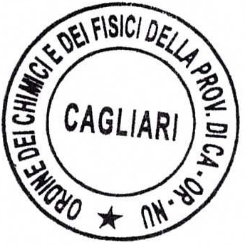 ORDINE DEI CHIMICI E DEI FISICI DELLA PROV. DI CA - OR - NU
CAGLIARI